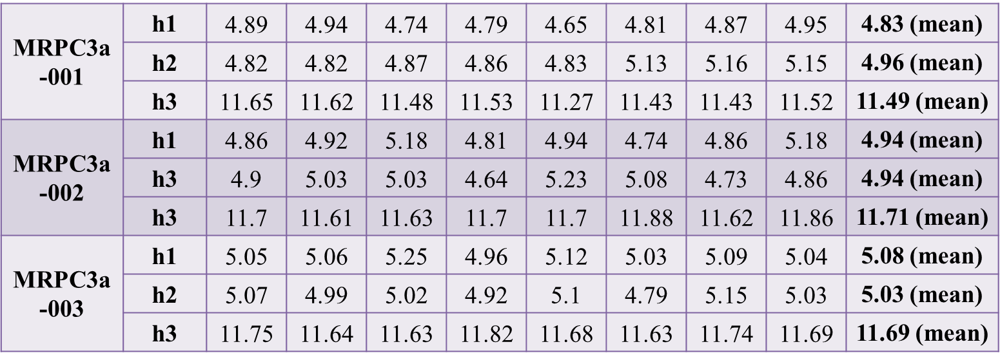 MRPC3a
-001
h1 4.89 4.94 4.74 4.79 4.65 4.81 4.87 4.95 4.83 (mean)
h2 4.82 4.82 4.87 4.86 4.83 5.13 5.16 5.15 4.96 (mean)
h3 11.65 11.62 11.48 11.53 11.27 11.43 11.43 11.52 11.49 (mean)
MRPC3a
-002
h1 4.86 4.92 5.18 4.81 4.94 4.74 4.86 5.18 4.94 (mean)
h3 4.9 5.03 5.03 4.64 5.23 5.08 4.73 4.86 4.94 (mean)
h3 11.7 11.61 11.63 11.7 11.7 11.88 11.62 11.86 11.71 (mean)
MRPC3a
-003
h1 5.05 5.06 5.25 4.96 5.12 5.03 5.09 5.04 5.08 (mean)
h2 5.07 4.99 5.02 4.92 5.1 4.79 5.15 5.03 5.03 (mean)
h3 11.75 11.64 11.63 11.82 11.68 11.63 11.74 11.69 11.69 (mean)